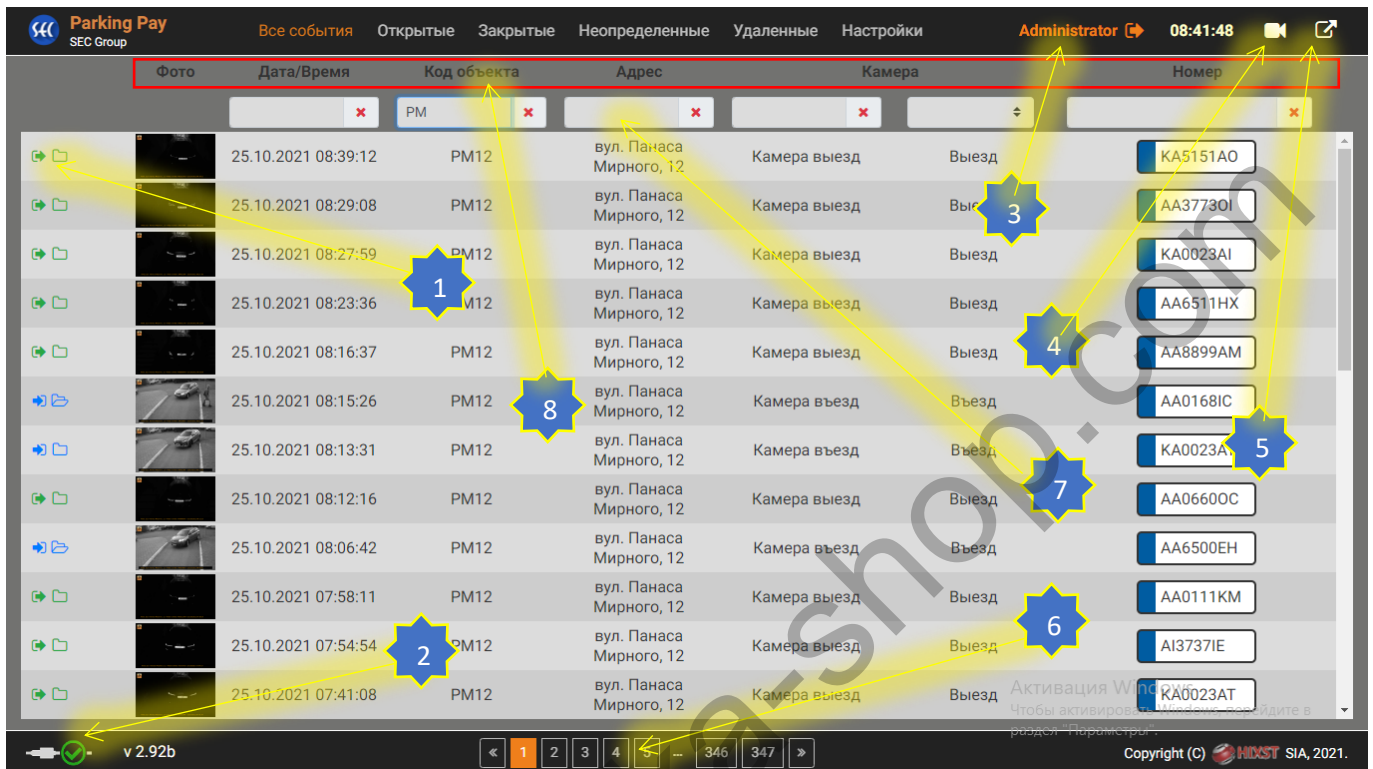 SEC Parking Pay
SEC Group
Все события Открытые Закрытые Неопределенные Удаленные Настройки Administrator 08:41:48
Фото Дата/Время Код объекта Адрес Камера Номер
PM
25.10.2021 08:39:12 PM12 вул. Панаса Мирного, 12 Камера выезд Выезд KA5151AO
25.10.2021 08:29:08 PM12 вул. Панаса Мирного, 12 Камера выезд 3 AA3773OI
25.10.2021 08:27:59 PM12 вул. Панаса Мирного, 12 Камера выезд Выезд KA0023AI
1
25.10.2021 08:23:36 PM12 вул. Панаса Мирного, 12 Камера выезд Выезд AA6511HX
25.10.2021 08:16:37 PM12 вул. Панаса Мирного, 12 Камера выезд Выезд 4 AA8899AM
25.10.2021 08:15:26 PM12 8 вул. Панаса Мирного, 12 Камера въезд Въезд AA0168IC
25.10.2021 08:13:31 PM12 вул. Панаса Мирного, 12 Камера въезд Въезд KA0023A 5
25.10.2021 08:12:16 PM12 вул. Панаса Мирного, 12 Камера выезд Выезд 7 AA0660OC
25.10.2021 08:06:42 PM12 вул. Панаса Мирного, 12 Камера въезд Въезд AA6500EH
25.10.2021 07:58:11 PM12 вул. Панаса Мирного, 12 Камера выезд Выезд AA0111KM
6
25.10.2021 07:54:54 2 PM12 вул. Панаса Мирного, 12 Камера выезд Выезд AI3737IE
25.10.2021 07:41:08 PM12 вул. Панаса Мирного, 12 Камера выезд Выезд KA0023AT
Активация Windows
Чтобы активировать Windows, перейдите в
раздел "Параметры".
v 2.92b « 1 2 3 4 5 ... 346 347 » Copyright (C) HIXST SIA, 2021.
a-shop.com